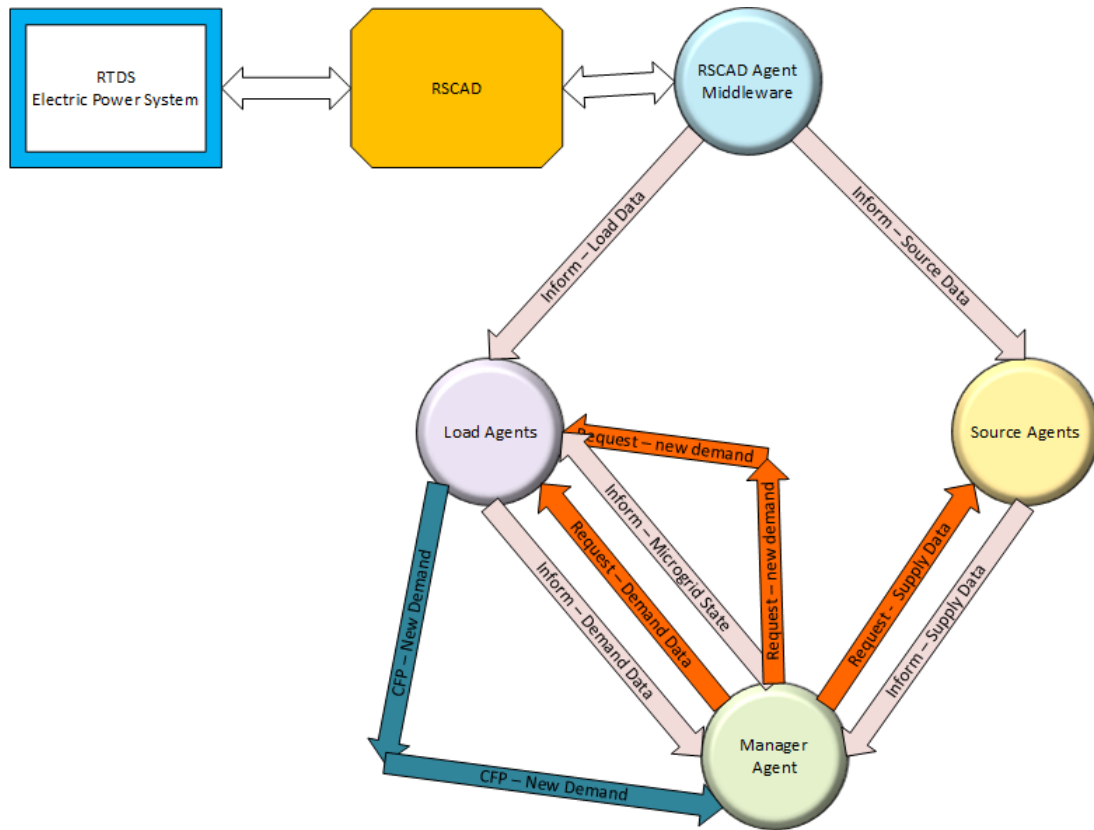 RTDS
Electric Power System
RSCAD
RSCAD Agent
Middleware
Inform – Load Data
Inform – Source Data
Load Agents
Source Agents
Request – new demand
Request – new demand
Inform – Microgrid State
Request – Demand Data
Inform – Demand Data
Request - Supply Data
Inform – Supply Data
CFP – New Demand
CFP – New Demand
Manager
Agent